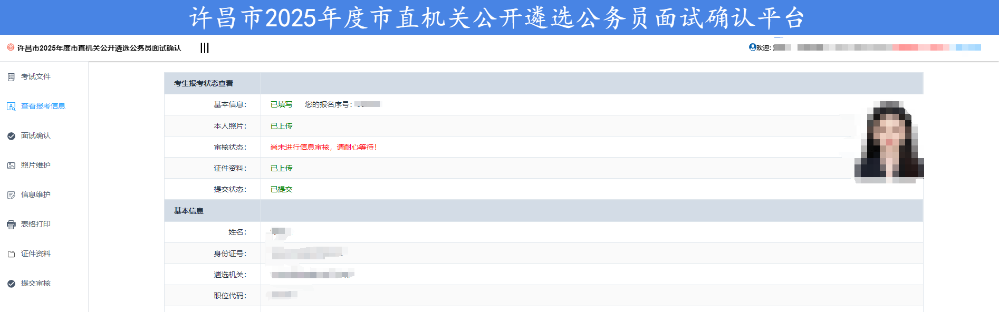 许昌市2025年度市直机关公开遴选公务员面试确认平台
许昌市2025年度市直机关公开遴选公务员面试确认
欢迎:
考试文件
查看报考信息
面试确认
照片维护
信息维护
表格打印
证件资料
提交审核
考生报考状态查看
基本信息： 已填写 您的报名序号：
本人照片： 已上传
审核状态： 尚未进行信息审核，请耐心等待！
证件资料： 已上传
提交状态： 已提交
基本信息
姓名：
身份证号：
遴选机关：
职位代码：